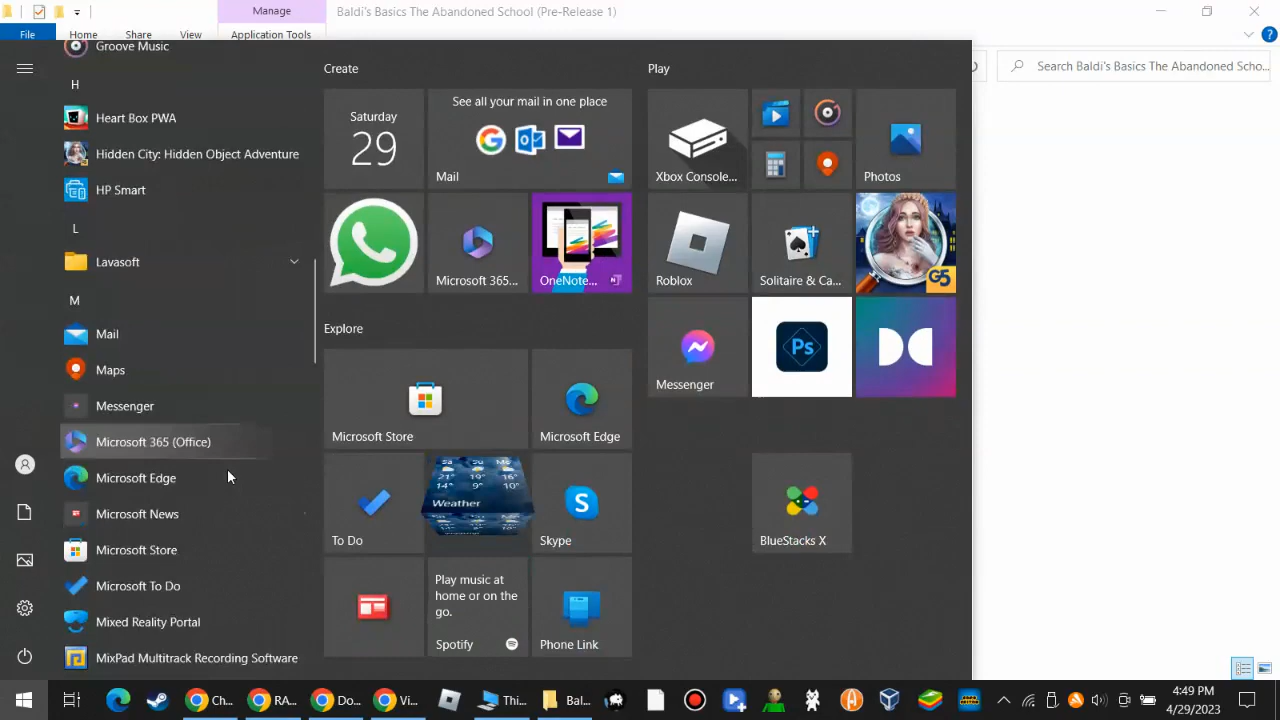 Manage
Baldi's Basics The Abandoned School (Pre-Release 1)
File
Home
Share
View
Application Tools
Search Baldi's Basics The Abandoned Scho...
Groove Music
H
Heart Box PWA
Hidden City: Hidden Object Adventure
HP Smart
L
Lavasoft
M
Mail
Maps
Messenger
Microsoft 365 (Office)
Microsoft Edge
Microsoft News
Microsoft Store
Microsoft To Do
Mixed Reality Portal
MixPad Multitrack Recording Software
Create
Saturday
29
See all your mail in one place
Mail
Microsoft 365...
OneNote...
Explore
Microsoft Store
Microsoft Edge
To Do
Weather
Skype
Play music at
home or on the
go.
Spotify
Phone Link
Play
Xbox Console...
Photos
Roblox
Solitaire & Ca...
G5
Messenger
Ps
BlueStacks X
Ch...
RA...
Do...
Vi...
Thi...
Bal...
4:49 PM
4/29/2023